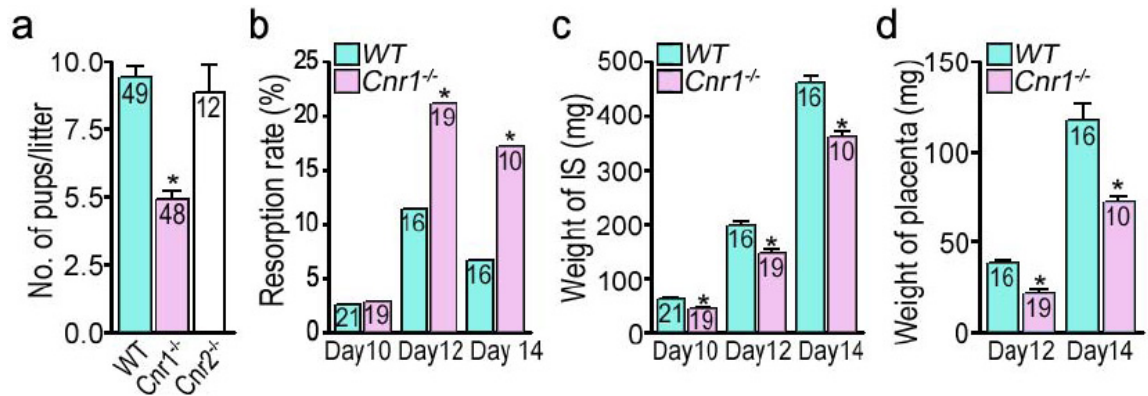 a
No. of pups/litter
10.0
7.5
5.5
2.5
0.0
49
*
48
12
WT
Cnr1-/-
Cnr2-/-
b
WT
Cnr1-/-
Resorption rate (%)
25
20
15
10
5
0
21
19
16
*
19
16
*
10
Day10 Day12 Day 14
c
WT
Cnr1-/-
Weight of IS (mg)
500
400
300
200
100
0
21
*
19
16
*
19
16
*
10
Day10 Day12 Day14
d
WT
Cnr1-/-
Weight of placenta (mg)
150
100
50
0
16
*
19
16
*
10
Day12 Day14